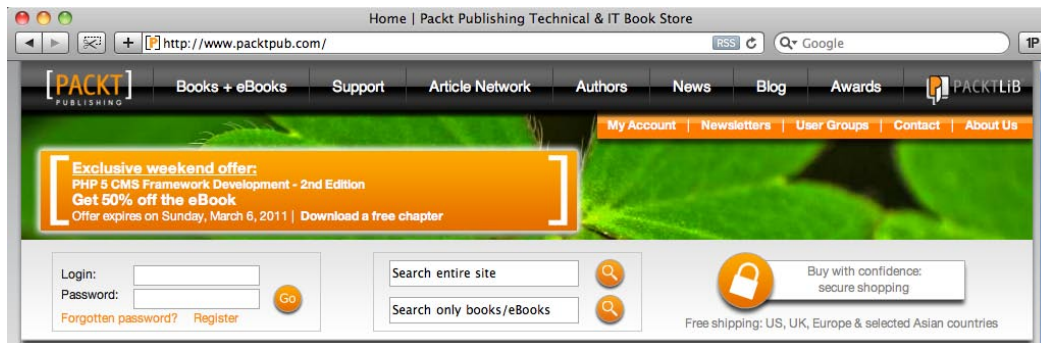 Home | Packt Publishing Technical & IT Book Store
http://www.packtpub.com/ RSS Google 1P
[PACKT] PUBLISHING Books + eBooks Support Article Network Authors News Blog Awards PACKTLiB
My Account | Newsletters | User Groups | Contact | About Us
Exclusive weekend offer:
PHP 5 CMS Framework Development - 2nd Edition
Get 50% off the eBook
Offer expires on Sunday, March 6, 2011 | Download a free chapter
Login:
Password:
Go
Forgotten password? Register
Search entire site
Search only books/eBooks
Buy with confidence:
secure shopping
Free shipping: US, UK, Europe & selected Asian countries